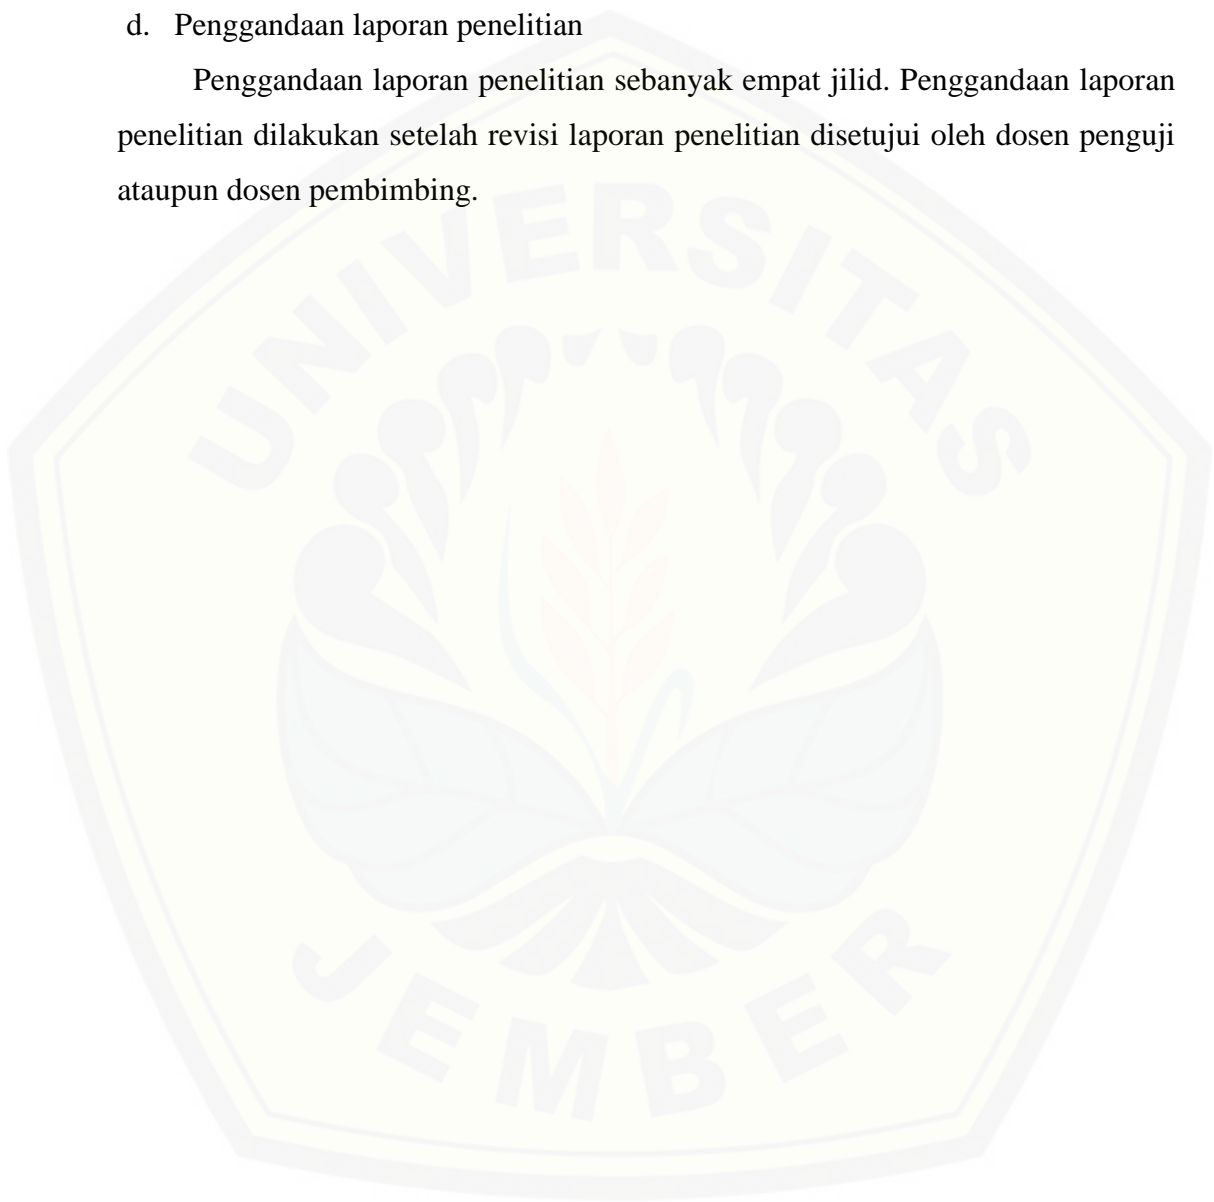 d. Penggandaan laporan penelitian
Penggandaan laporan penelitian sebanyak empat jilid. Penggandaan laporan
penelitian dilakukan setelah revisi laporan penelitian disetujui oleh dosen penguji
ataupun dosen pembimbing.
UNIVERSITAS
JEMBER